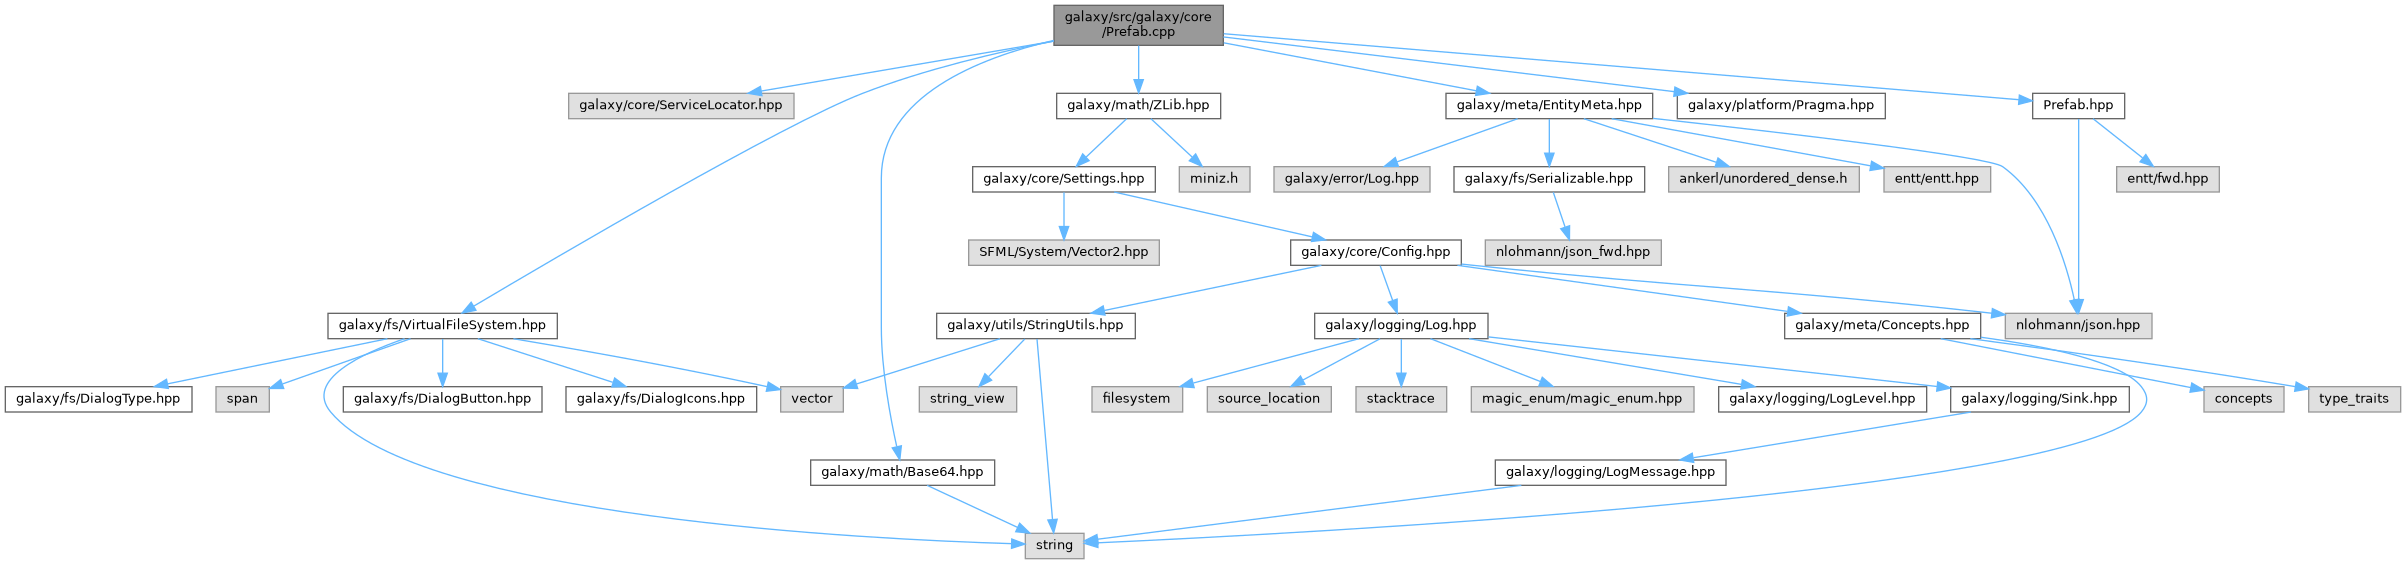 galaxy/src/galaxy/core
/Prefab.cpp
galaxy/core/ServiceLocator.hpp
galaxy/math/ZLib.hpp
galaxy/meta/EntityMeta.hpp
galaxy/platform/Pragma.hpp
Prefab.hpp
galaxy/core/Settings.hpp
miniz.h
galaxy/error/Log.hpp
galaxy/fs/Serializable.hpp
ankerl/unordered_dense.h
entt/entt.hpp
entt/fwd.hpp
SFML/System/Vector2.hpp
galaxy/core/Config.hpp
nlohmann/json_fwd.hpp
galaxy/fs/VirtualFileSystem.hpp
galaxy/utils/StringUtils.hpp
galaxy/logging/Log.hpp
galaxy/meta/Concepts.hpp
nlohmann/json.hpp
galaxy/fs/DialogType.hpp
span
galaxy/fs/DialogButton.hpp
galaxy/fs/DialogIcons.hpp
vector
string_view
filesystem
source_location
stacktrace
magic_enum/magic_enum.hpp
galaxy/logging/LogLevel.hpp
galaxy/logging/Sink.hpp
concepts
type_traits
galaxy/math/Base64.hpp
galaxy/logging/LogMessage.hpp
string